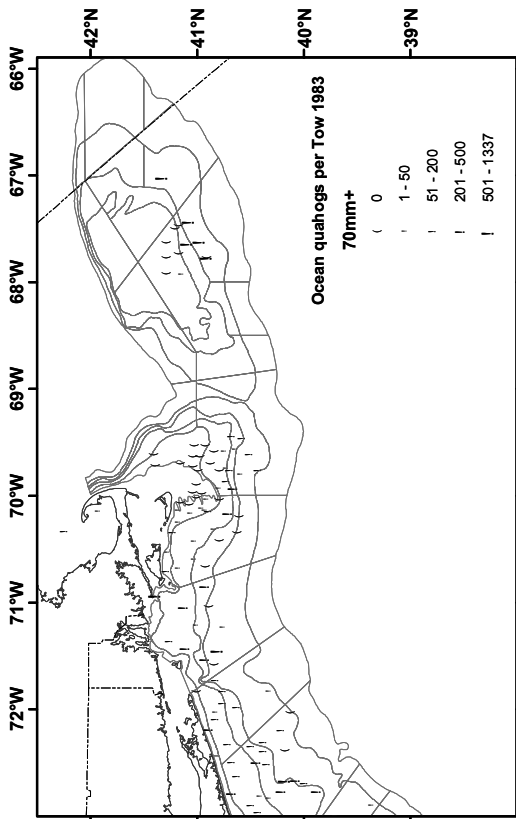 66°W
67°W
68°W
69°W
70°W
71°W
72°W
42°N
41°N
40°N
39°N
Ocean quahogs per Tow 1983
70mm+
0
1 - 50
51 - 200
201 - 500
501 - 1337